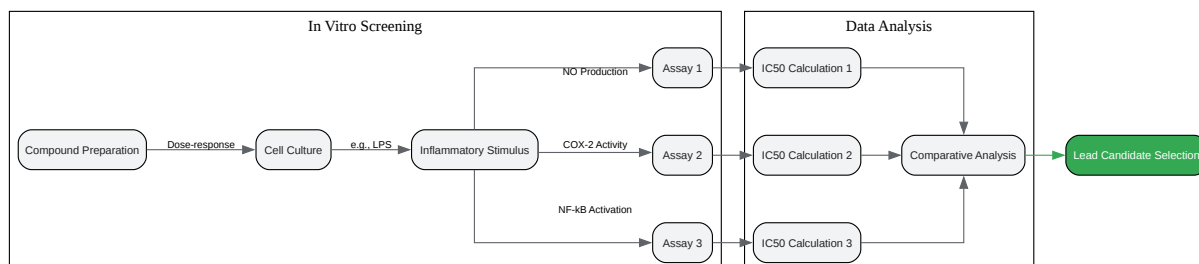 In Vitro Screening
Data Analysis
NO Production
Assay 1
IC50 Calculation 1
Compound Preparation
Dose-response
Cell Culture
e.g., LPS
Inflammatory Stimulus
COX-2 Activity
Assay 2
IC50 Calculation 2
Comparative Analysis
Lead Candidate Selection
NF-kB Activation
Assay 3
IC50 Calculation 3